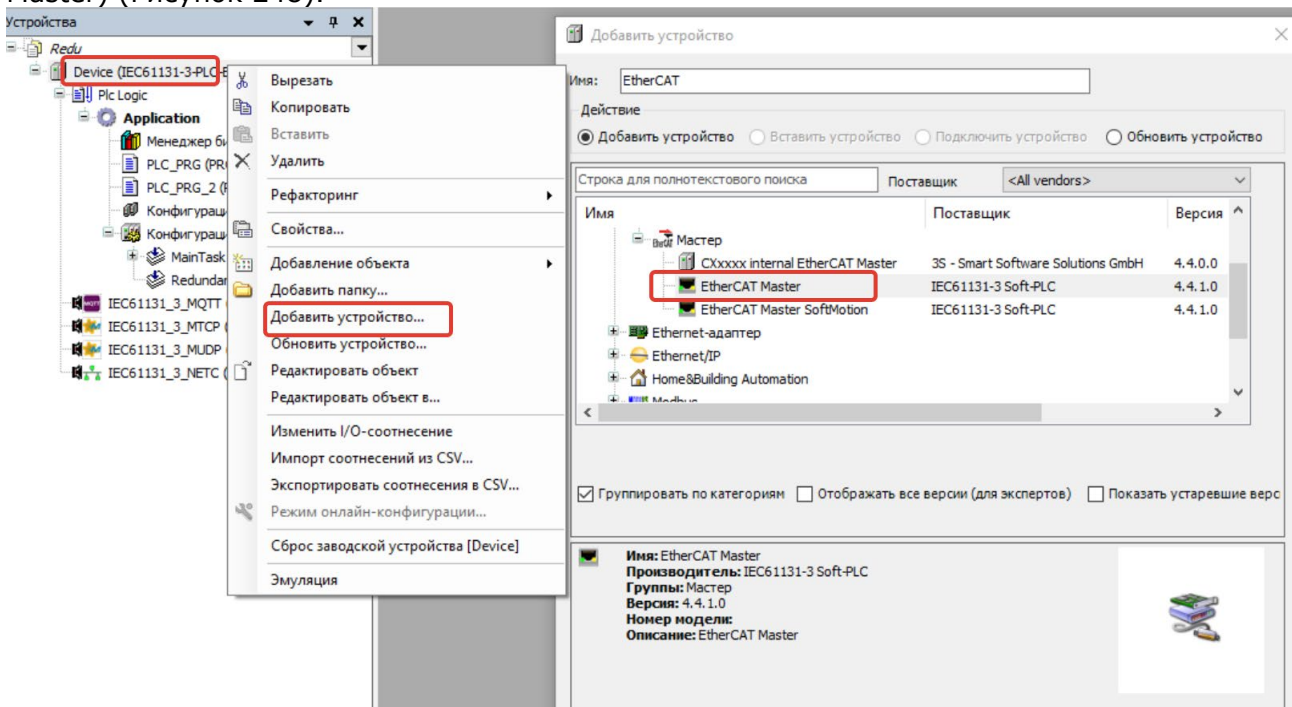 Master) (Рисунок 240).
Устройства
Redu
Device (IEC61131-3-PLC-E
Plc Logic
Application
Менеджер би
PLC_PRG (PR
PLC_PRG_2 (
Конфигураци
Конфигураци
MainTask
Redundan
IEC61131_3_MQTT (
IEC61131_3_MTCP (
IEC61131_3_MUDP (
IEC61131_3_NETC (
Вырезать
Копировать
Вставить
Удалить
Рефакторинг
Свойства...
Добавление объекта
Добавить папку...
Добавить устройство...
Обновить устройство...
Редактировать объект
Редактировать объект в...
Изменить I/O-соотнесение
Импорт соотнесений из CSV...
Экспортировать соотнесения в CSV...
Режим онлайн-конфигурации...
Сброс заводской устройства [Device]
Эмуляция
Добавить устройство
Имя: EtherCAT
Действие
Добавить устройство Вставить устройство Подключить устройство Обновить устройство
Строка для полнотекстового поиска Поставщик <All vendors>
Имя Поставщик Версия
Мастер
CXxxxx internal EtherCAT Master 3S - Smart Software Solutions GmbH 4.4.0.0
EtherCAT Master IEC61131-3 Soft-PLC 4.4.1.0
EtherCAT Master SoftMotion IEC61131-3 Soft-PLC 4.4.1.0
Ethernet-адаптер
Ethernet/IP
Home&Building Automation
Modbus
Группировать по категориям Отображать все версии (для экспертов) Показать устаревшие верс
Имя: EtherCAT Master
Производитель: IEC61131-3 Soft-PLC
Группы: Мастер
Версия: 4.4.1.0
Номер модели:
Описание: EtherCAT Master